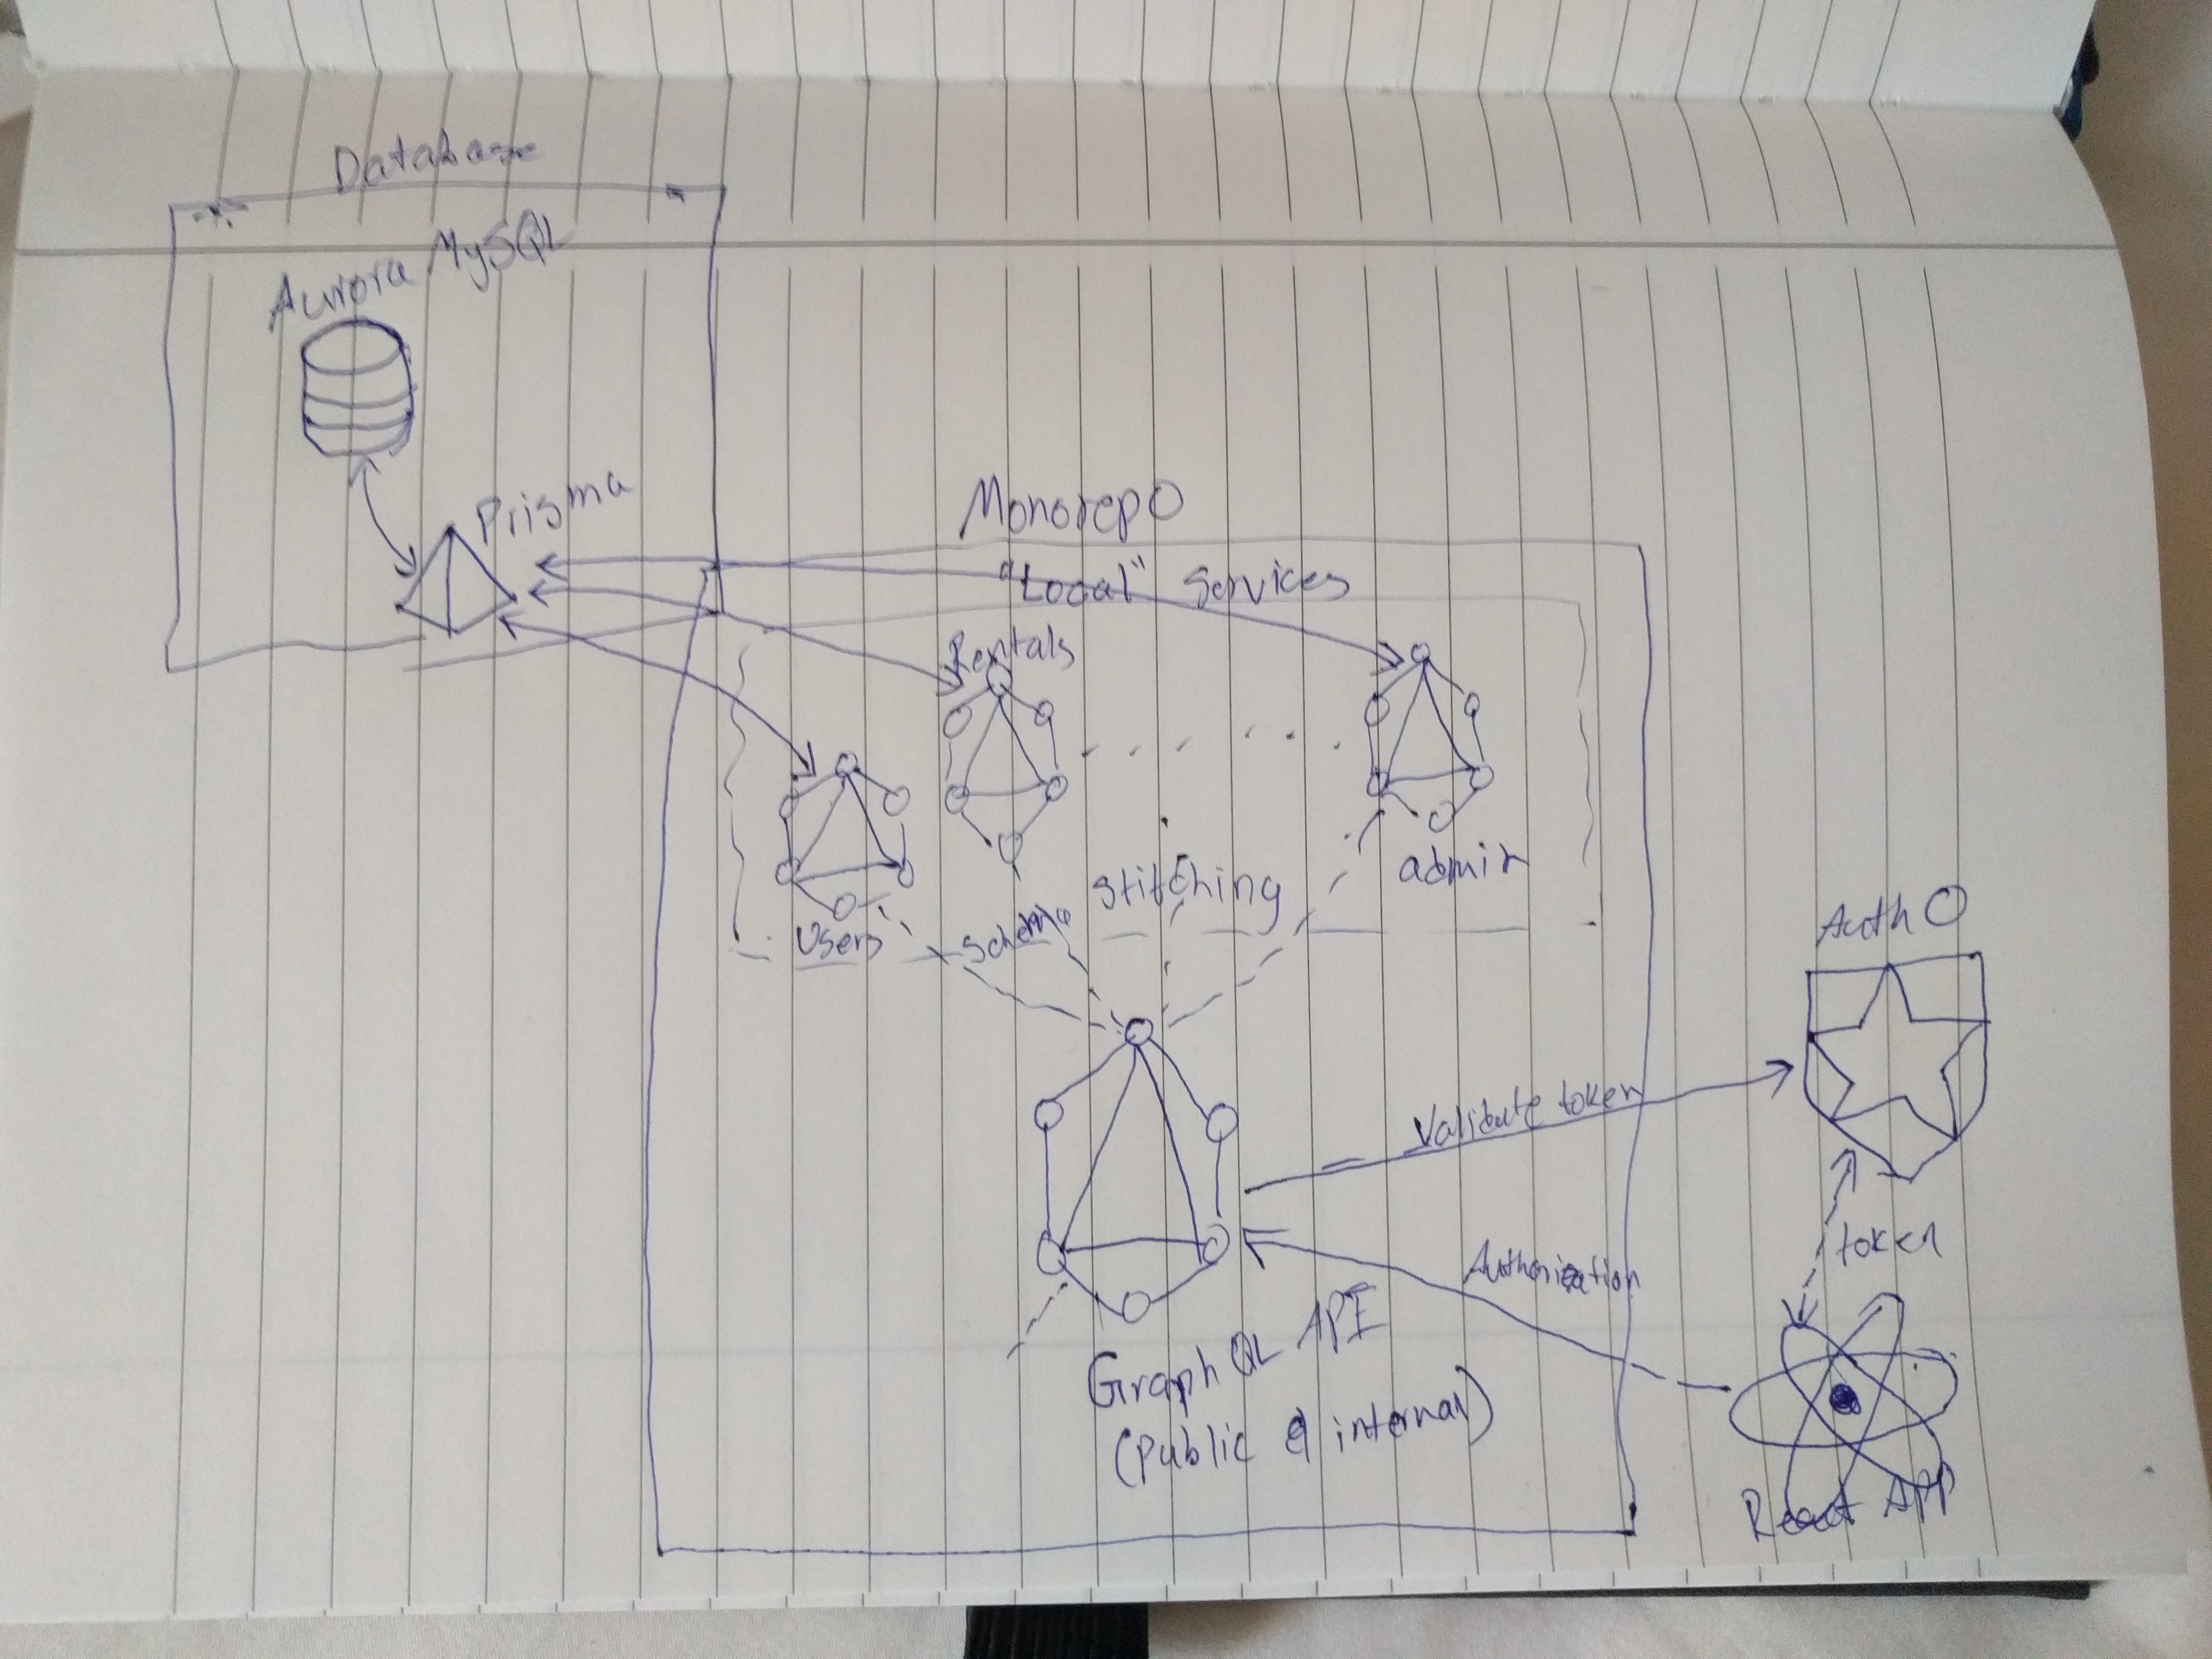 Database
Aurora MySQL
Prisma
Monorepo
"Local" Services
Rentals
Users
admin
Schema stitching
Auth0
Validate token
token
Authorization
GraphQL API
(Public & internal)
React APP